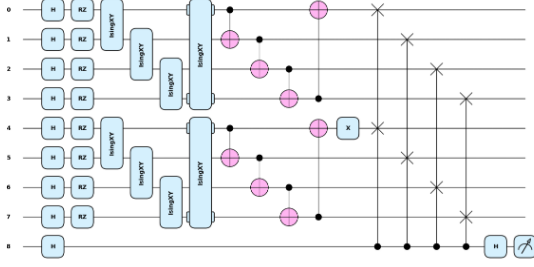 0 H RZ IsingXY IsingXY
1 H RZ IsingXY
2 H RZ IsingXY
3 H RZ
4 H RZ IsingXY IsingXY X
5 H RZ IsingXY
6 H RZ IsingXY
7 H RZ
8 H H